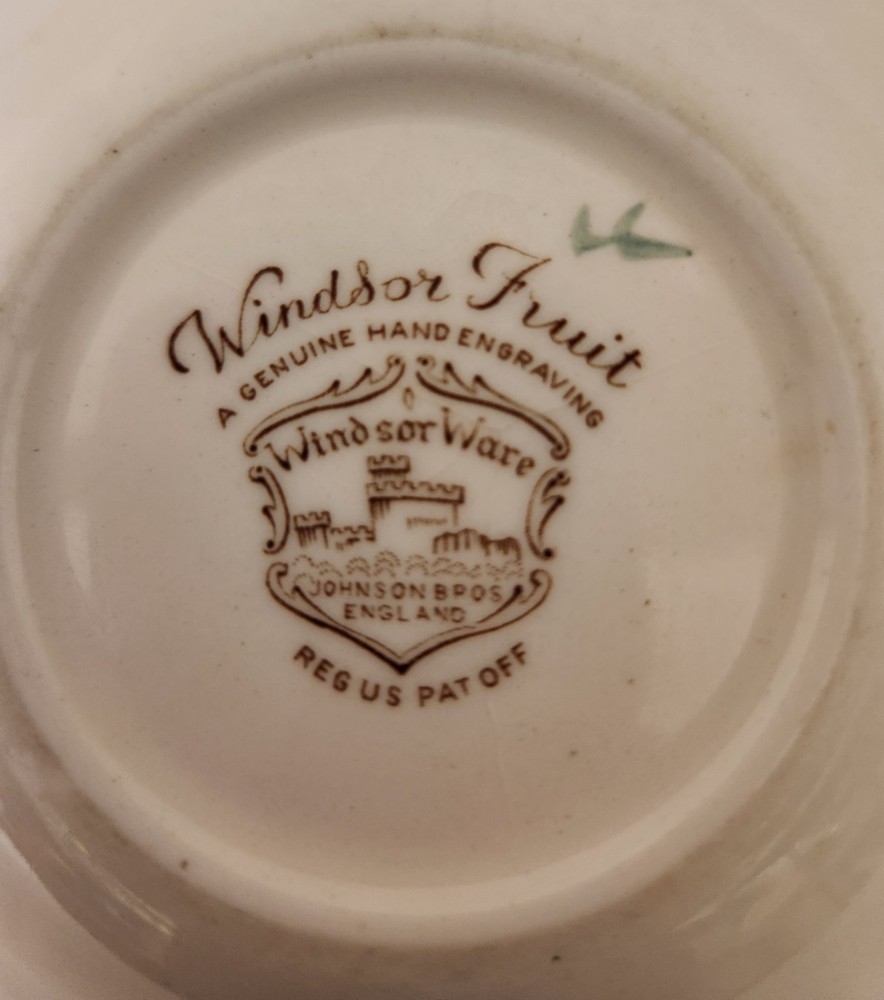 Windsor Fruit
A GENUINE HAND ENGRAVING
Windsor Ware
JOHNSON BROS
ENGLAND
REG US PAT OFF